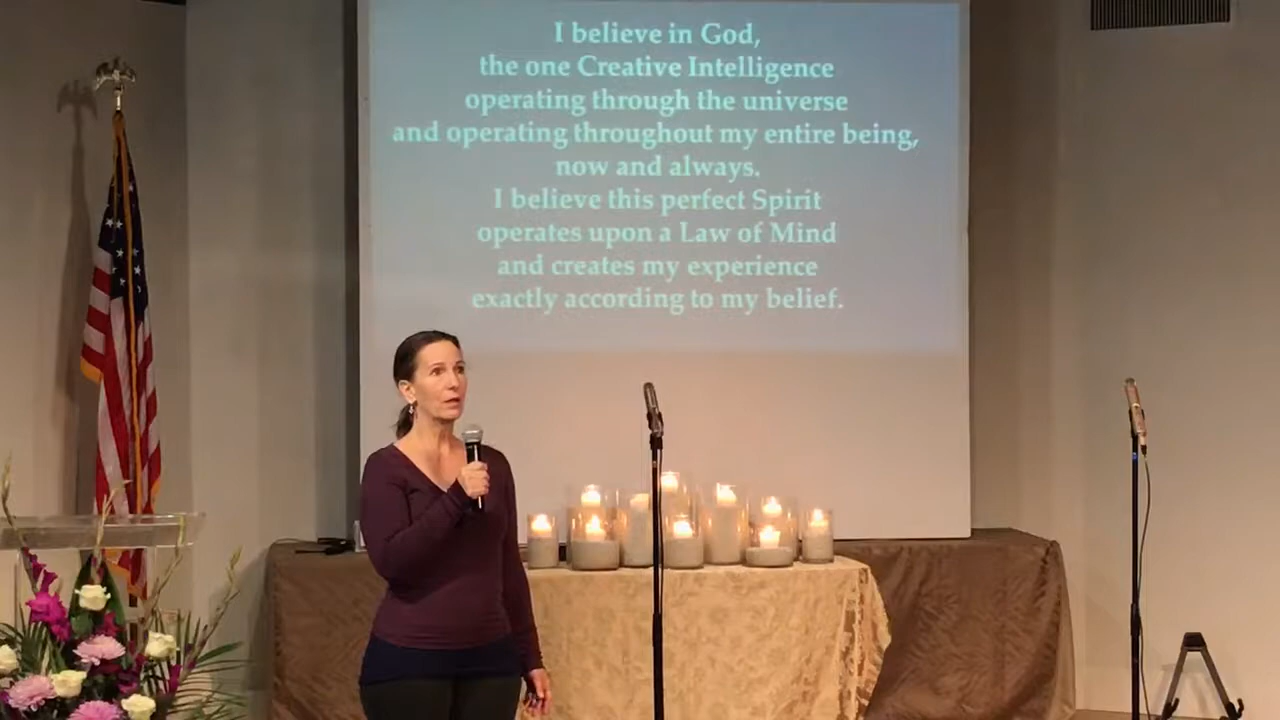 I believe in God,
the one Creative Intelligence
operating through the universe
and operating throughout my entire being,
now and always.
I believe this perfect Spirit
operates upon a Law of Mind
and creates my experience
exactly according to my belief.